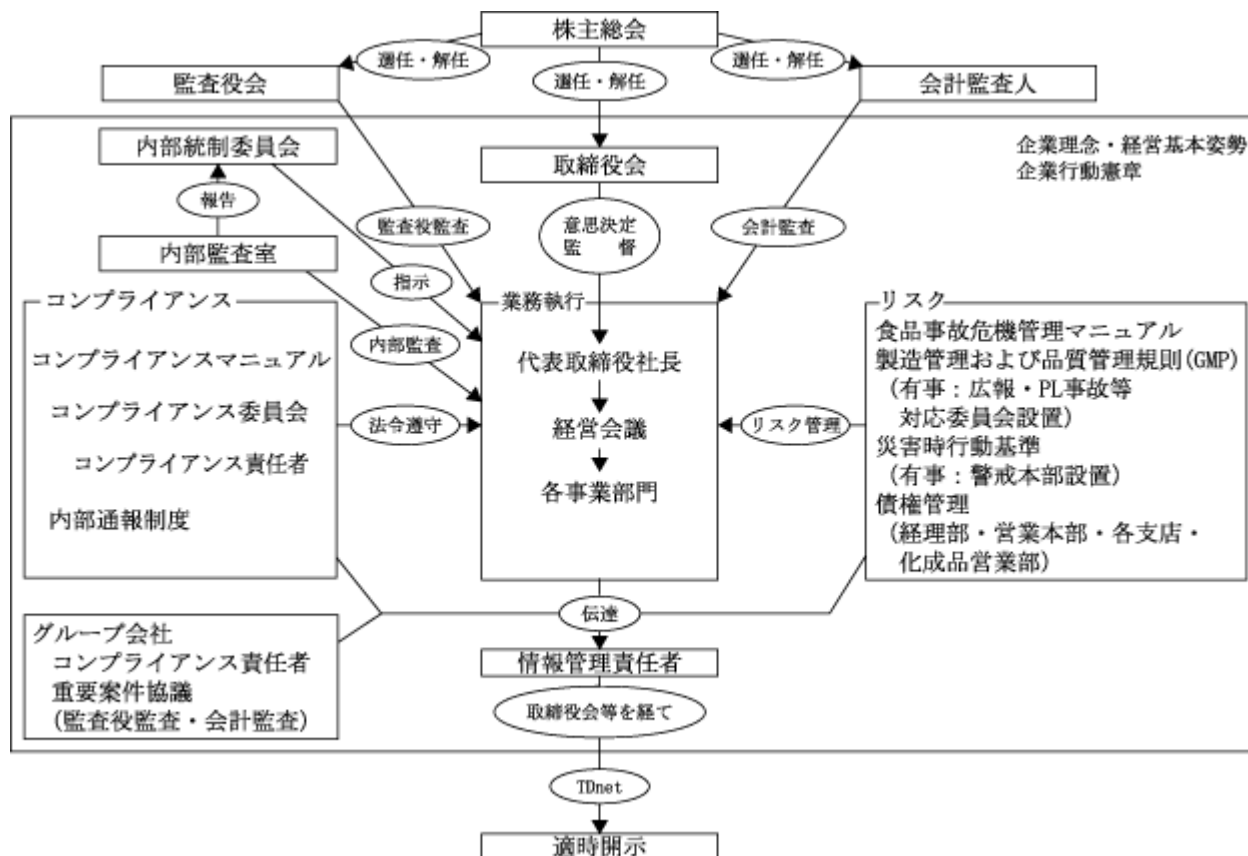 株主総会
選任・解任
選任・解任
選任・解任
監査役会
会計監査人
内部統制委員会
取締役会
企業理念・経営基本姿勢
企業行動憲章
報告
監査役監査
意思決定
監　督
会計監査
内部監査室
指示
コンプライアンス
業務執行
リスク
内部監査
コンプライアンスマニュアル
コンプライアンス委員会
コンプライアンス責任者
内部通報制度
法令遵守
代表取締役社長
経営会議
各事業部門
リスク管理
食品事故危機管理マニュアル
製造管理および品質管理規則(GMP)
(有事：広報・PL事故等
対応委員会設置)
災害時行動基準
(有事：警戒本部設置)
債権管理
(経理部・営業本部・各支店・
化成品営業部)
伝達
グループ会社
コンプライアンス責任者
重要案件協議
(監査役監査・会計監査)
情報管理責任者
取締役会等を経て
TDnet
適時開示